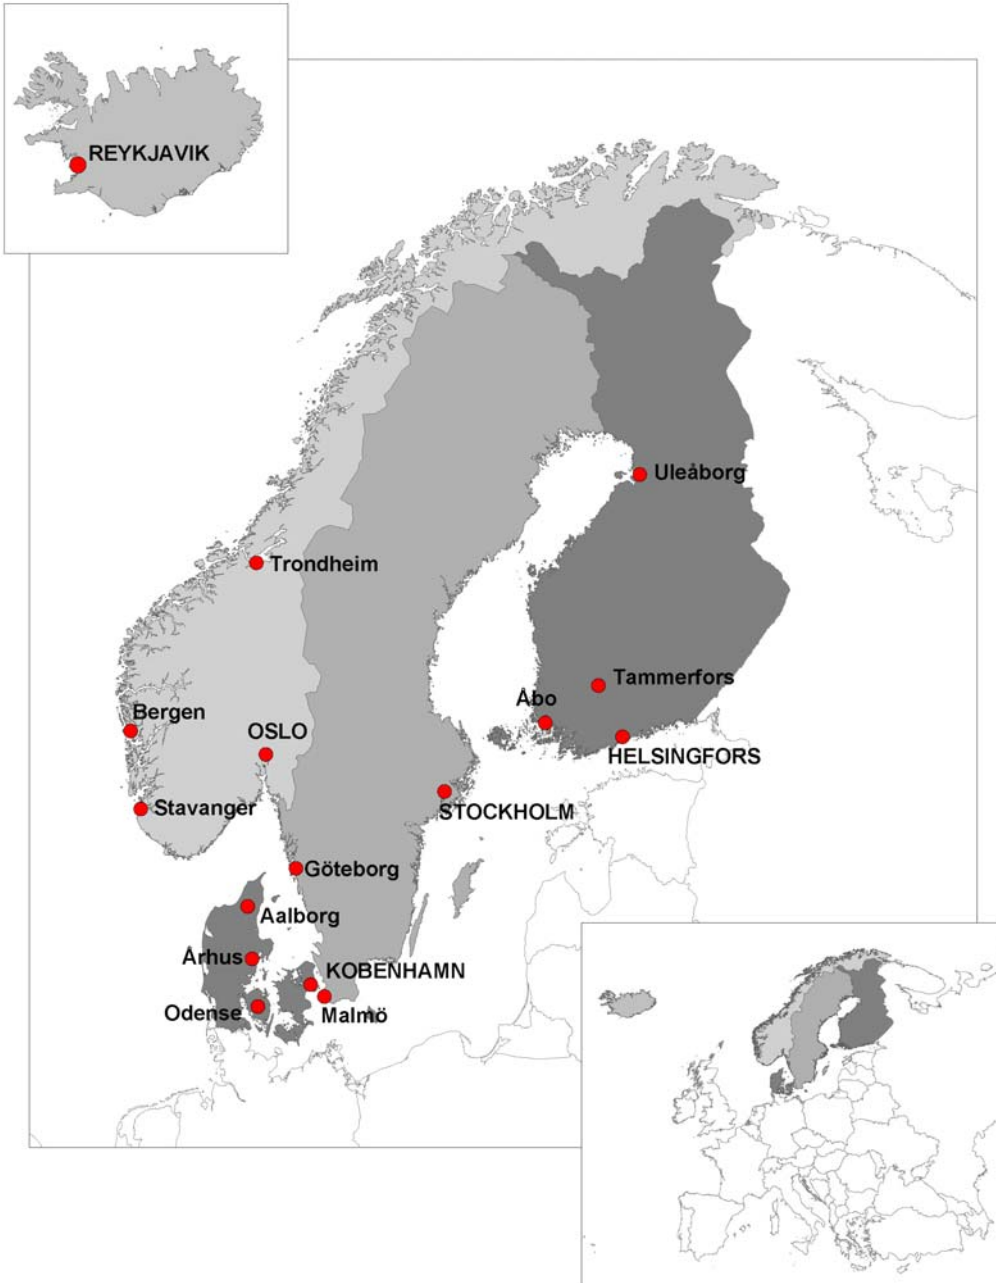 REYKJAVIK
Uleåborg
Trondheim
Tammerfors
Åbo
Bergen
OSLO
HELSINGFORS
Stavanger
STOCKHOLM
Göteborg
Aalborg
Århus
KOBENHAMN
Odense
Malmö